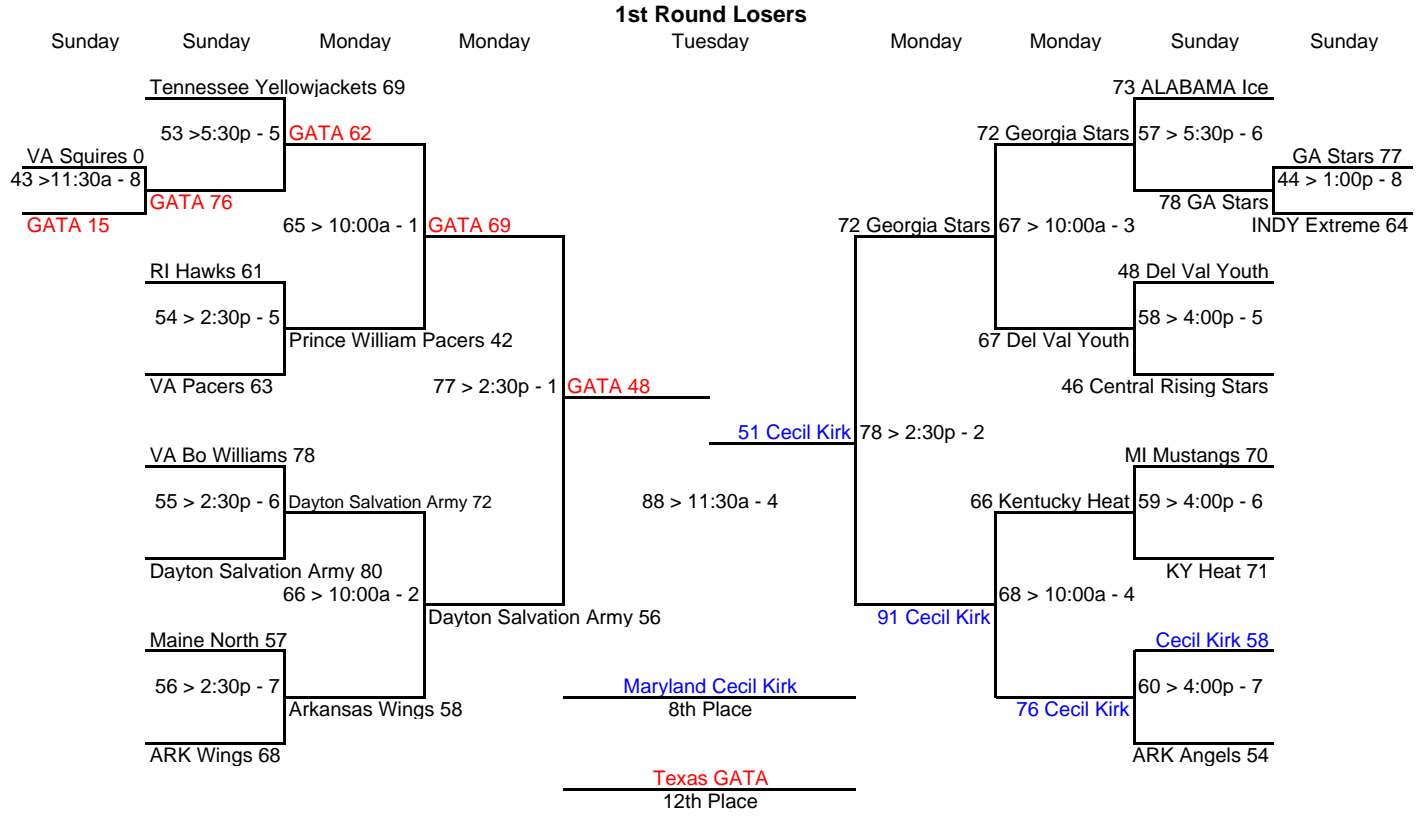 1st Round Losers
Sunday Sunday Monday Monday Tuesday Monday Monday Sunday Sunday
Tennessee Yellowjackets 69 73 ALABAMA Ice
53 >5:30p - 5 GATA 62 72 Georgia Stars 57 > 5:30p - 6
VA Squires 0 GA Stars 77
43 >11:30a - 8 44 > 1:00p - 8
GATA 76 78 GA Stars
GATA 15 65 > 10:00a - 1 GATA 69 72 Georgia Stars 67 > 10:00a - 3 INDY Extreme 64
RI Hawks 61 48 Del Val Youth
54 > 2:30p - 5 58 > 4:00p - 5
Prince William Pacers 42 67 Del Val Youth
VA Pacers 63 77 > 2:30p - 1 GATA 48 46 Central Rising Stars
51 Cecil Kirk 78 > 2:30p - 2
VA Bo Williams 78 MI Mustangs 70
55 > 2:30p - 6 Dayton Salvation Army 72 88 > 11:30a - 4 66 Kentucky Heat 59 > 4:00p - 6
Dayton Salvation Army 80 KY Heat 71
66 > 10:00a - 2 68 > 10:00a - 4
Dayton Salvation Army 56 91 Cecil Kirk
Maine North 57 Cecil Kirk 58
56 > 2:30p - 7 Maryland Cecil Kirk 60 > 4:00p - 7
Arkansas Wings 58 8th Place 76 Cecil Kirk
ARK Wings 68 ARK Angels 54
Texas GATA
12th Place